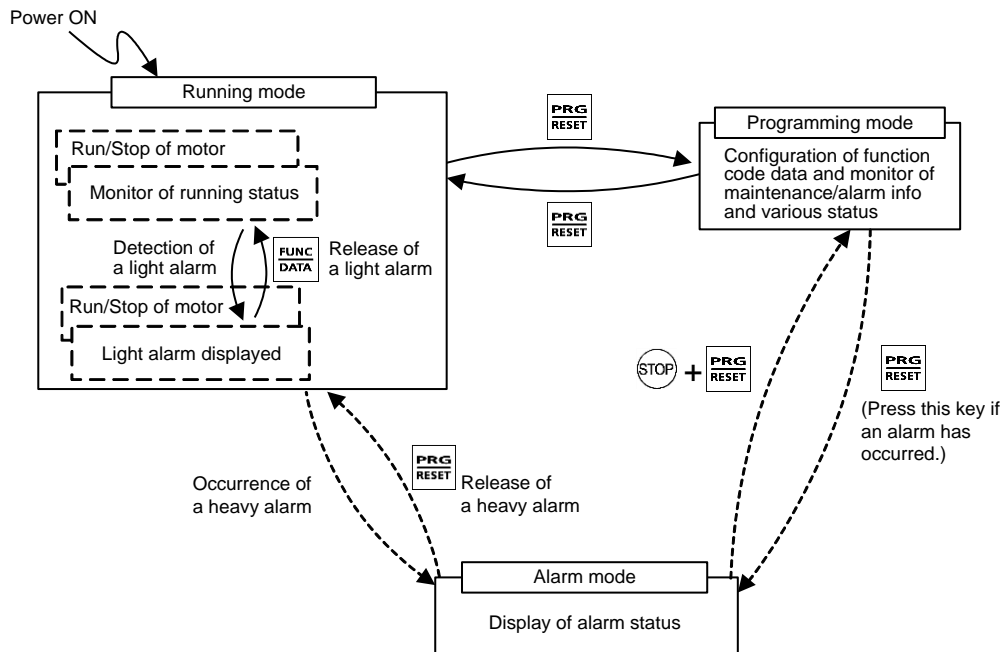 Power ON
Running mode
Run/Stop of motor
Monitor of running status
Detection of
a light alarm
FUNC
DATA
Release of
a light alarm
Run/Stop of motor
Light alarm displayed
PRG
RESET
PRG
RESET
Programming mode
Configuration of function
code data and monitor of
maintenance/alarm info
and various status
STOP + PRG
RESET
PRG
RESET
(Press this key if
an alarm has
occurred.)
Occurrence of
a heavy alarm
PRG
RESET
Release of
a heavy alarm
Alarm mode
Display of alarm status